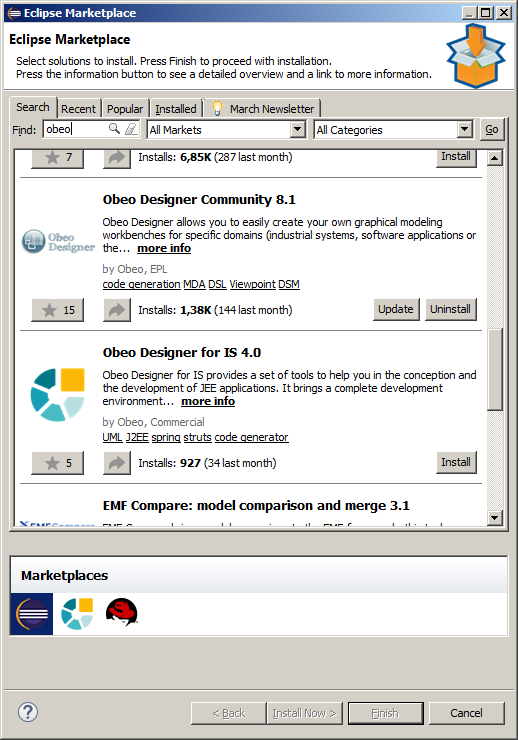 Eclipse Marketplace
Eclipse Marketplace
Select solutions to install. Press Finish to proceed with installation.
Press the information button to see a detailed overview and a link to more information.
Search Recent Popular Installed March Newsletter
Find: obeo All Markets All Categories Go
7 Installs: 6,85K (287 last month) Install
Obeo Designer Community 8.1
Obeo Designer
Obeo Designer allows you to easily create your own graphical modeling
workbenches for specific domains (industrial systems, software applications or
the... more info
by Obeo, EPL
code generation MDA DSL Viewpoint DSM
15 Installs: 1,38K (144 last month) Update Uninstall
Obeo Designer for IS 4.0
Obeo Designer for IS provides a set of tools to help you in the conception and
the development of JEE applications. It brings a complete development
environment... more info
by Obeo, Commercial
UML J2EE spring struts code generator
5 Installs: 927 (34 last month) Install
EMF Compare: model comparison and merge 3.1
Marketplaces
? < Back Install Now > Finish Cancel